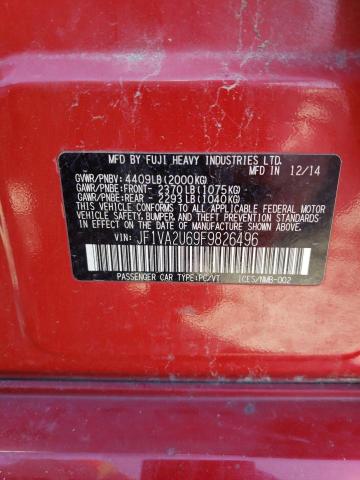 MFD BY FUJI HEAVY INDUSTRIES LTD.
MFD IN 12/14
GVWR/PNBV: 4409LB(2000KG)
GAWR/PNBE:FRONT- 2370LB(1075KG)
GAWR/PNBE:REAR - 2293LB(1040KG)
THIS VEHICLE CONFORMS TO ALL APPLICABLE FEDERAL MOTOR
VEHICLE SAFETY, BUMPER, AND THEFT PREVENTION STANDARDS
IN EFFECT ON THE DATE OF MANUFACTURE SHOWN ABOVE.
VIN: JF1VA2U69F9826496
PASSENGER CAR TYPE:PC/VT ICES/NMB-002